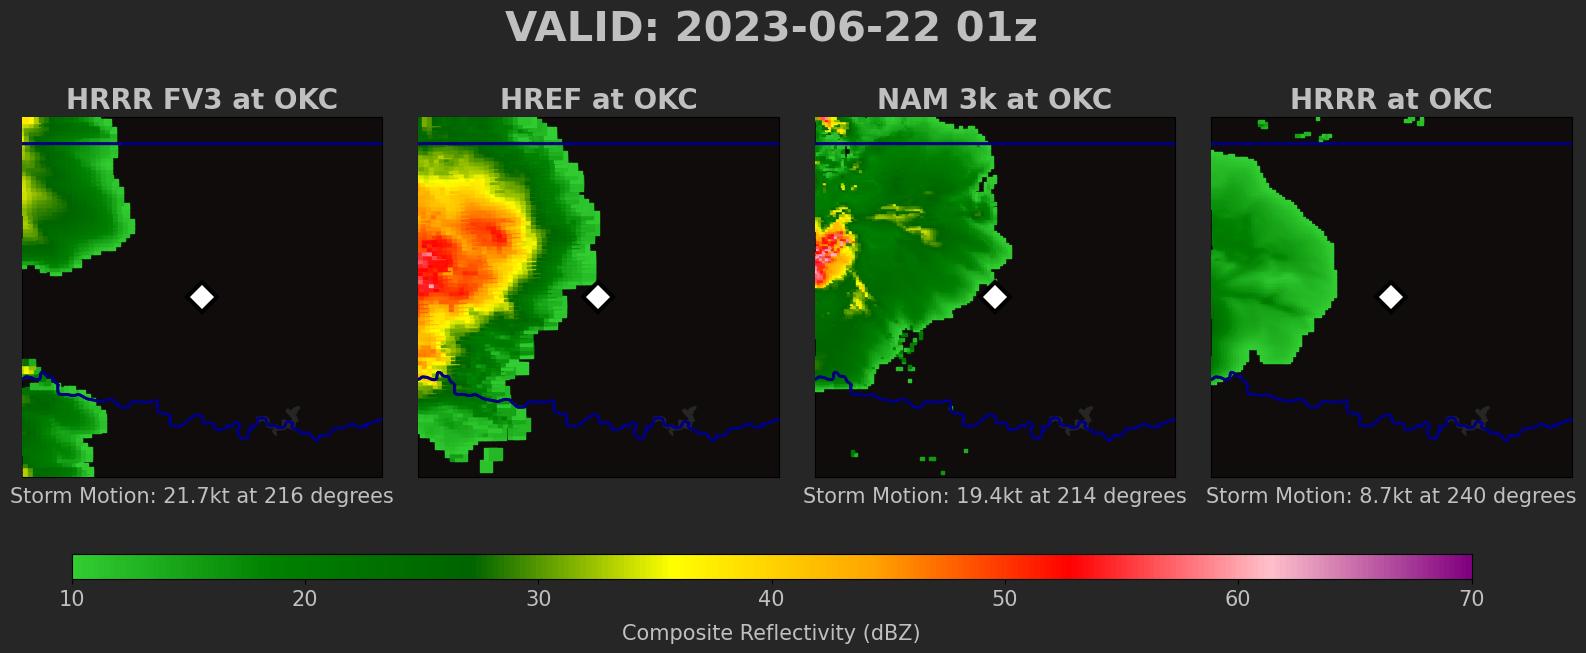 VALID: 2023-06-22 01z
HRRR FV3 at OKC
HREF at OKC
NAM 3k at OKC
HRRR at OKC
Storm Motion: 21.7kt at 216 degrees
Storm Motion: 19.4kt at 214 degrees
Storm Motion: 8.7kt at 240 degrees
10 20 30 40 50 60 70
Composite Reflectivity (dBZ)